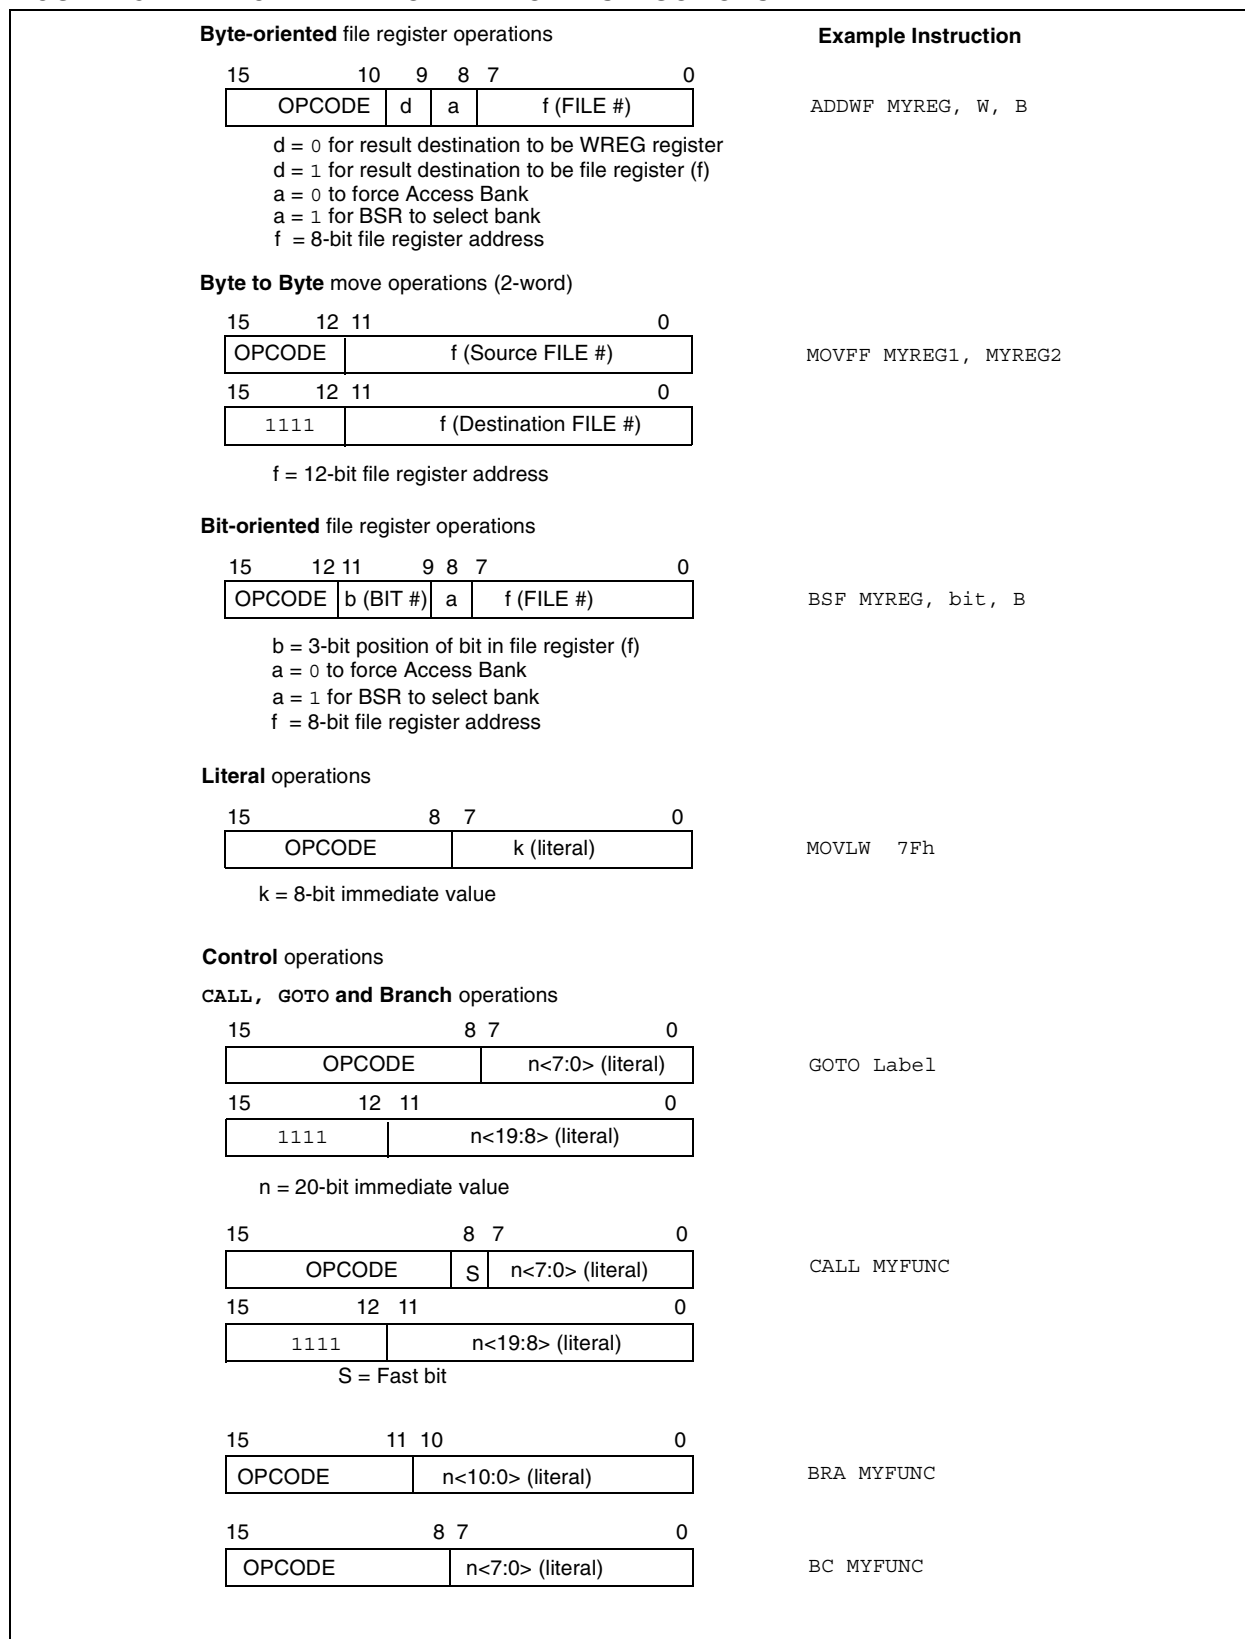 Byte-oriented file register operations
Example Instruction
15 10 9 8 7 0
OPCODE d a f (FILE #)
ADDWF MYREG, W, B
d = 0 for result destination to be WREG register
d = 1 for result destination to be file register (f)
a = 0 to force Access Bank
a = 1 for BSR to select bank
f = 8-bit file register address
Byte to Byte move operations (2-word)
15 12 11 0
OPCODE f (Source FILE #)
MOVFF MYREG1, MYREG2
15 12 11 0
1111 f (Destination FILE #)
f = 12-bit file register address
Bit-oriented file register operations
15 12 11 9 8 7 0
OPCODE b (BIT #) a f (FILE #)
BSF MYREG, bit, B
b = 3-bit position of bit in file register (f)
a = 0 to force Access Bank
a = 1 for BSR to select bank
f = 8-bit file register address
Literal operations
15 8 7 0
OPCODE k (literal)
MOVLW 7Fh
k = 8-bit immediate value
Control operations
CALL, GOTO and Branch operations
15 8 7 0
OPCODE n<7:0> (literal)
GOTO Label
15 12 11 0
1111 n<19:8> (literal)
n = 20-bit immediate value
15 8 7 0
OPCODE S n<7:0> (literal)
CALL MYFUNC
15 12 11 0
1111 n<19:8> (literal)
S = Fast bit
15 11 10 0
OPCODE n<10:0> (literal)
BRA MYFUNC
15 8 7 0
OPCODE n<7:0> (literal)
BC MYFUNC